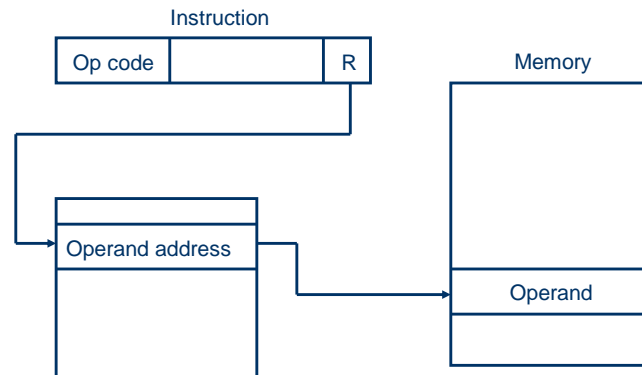 Instruction
Op code
R
Memory
Operand address
Operand